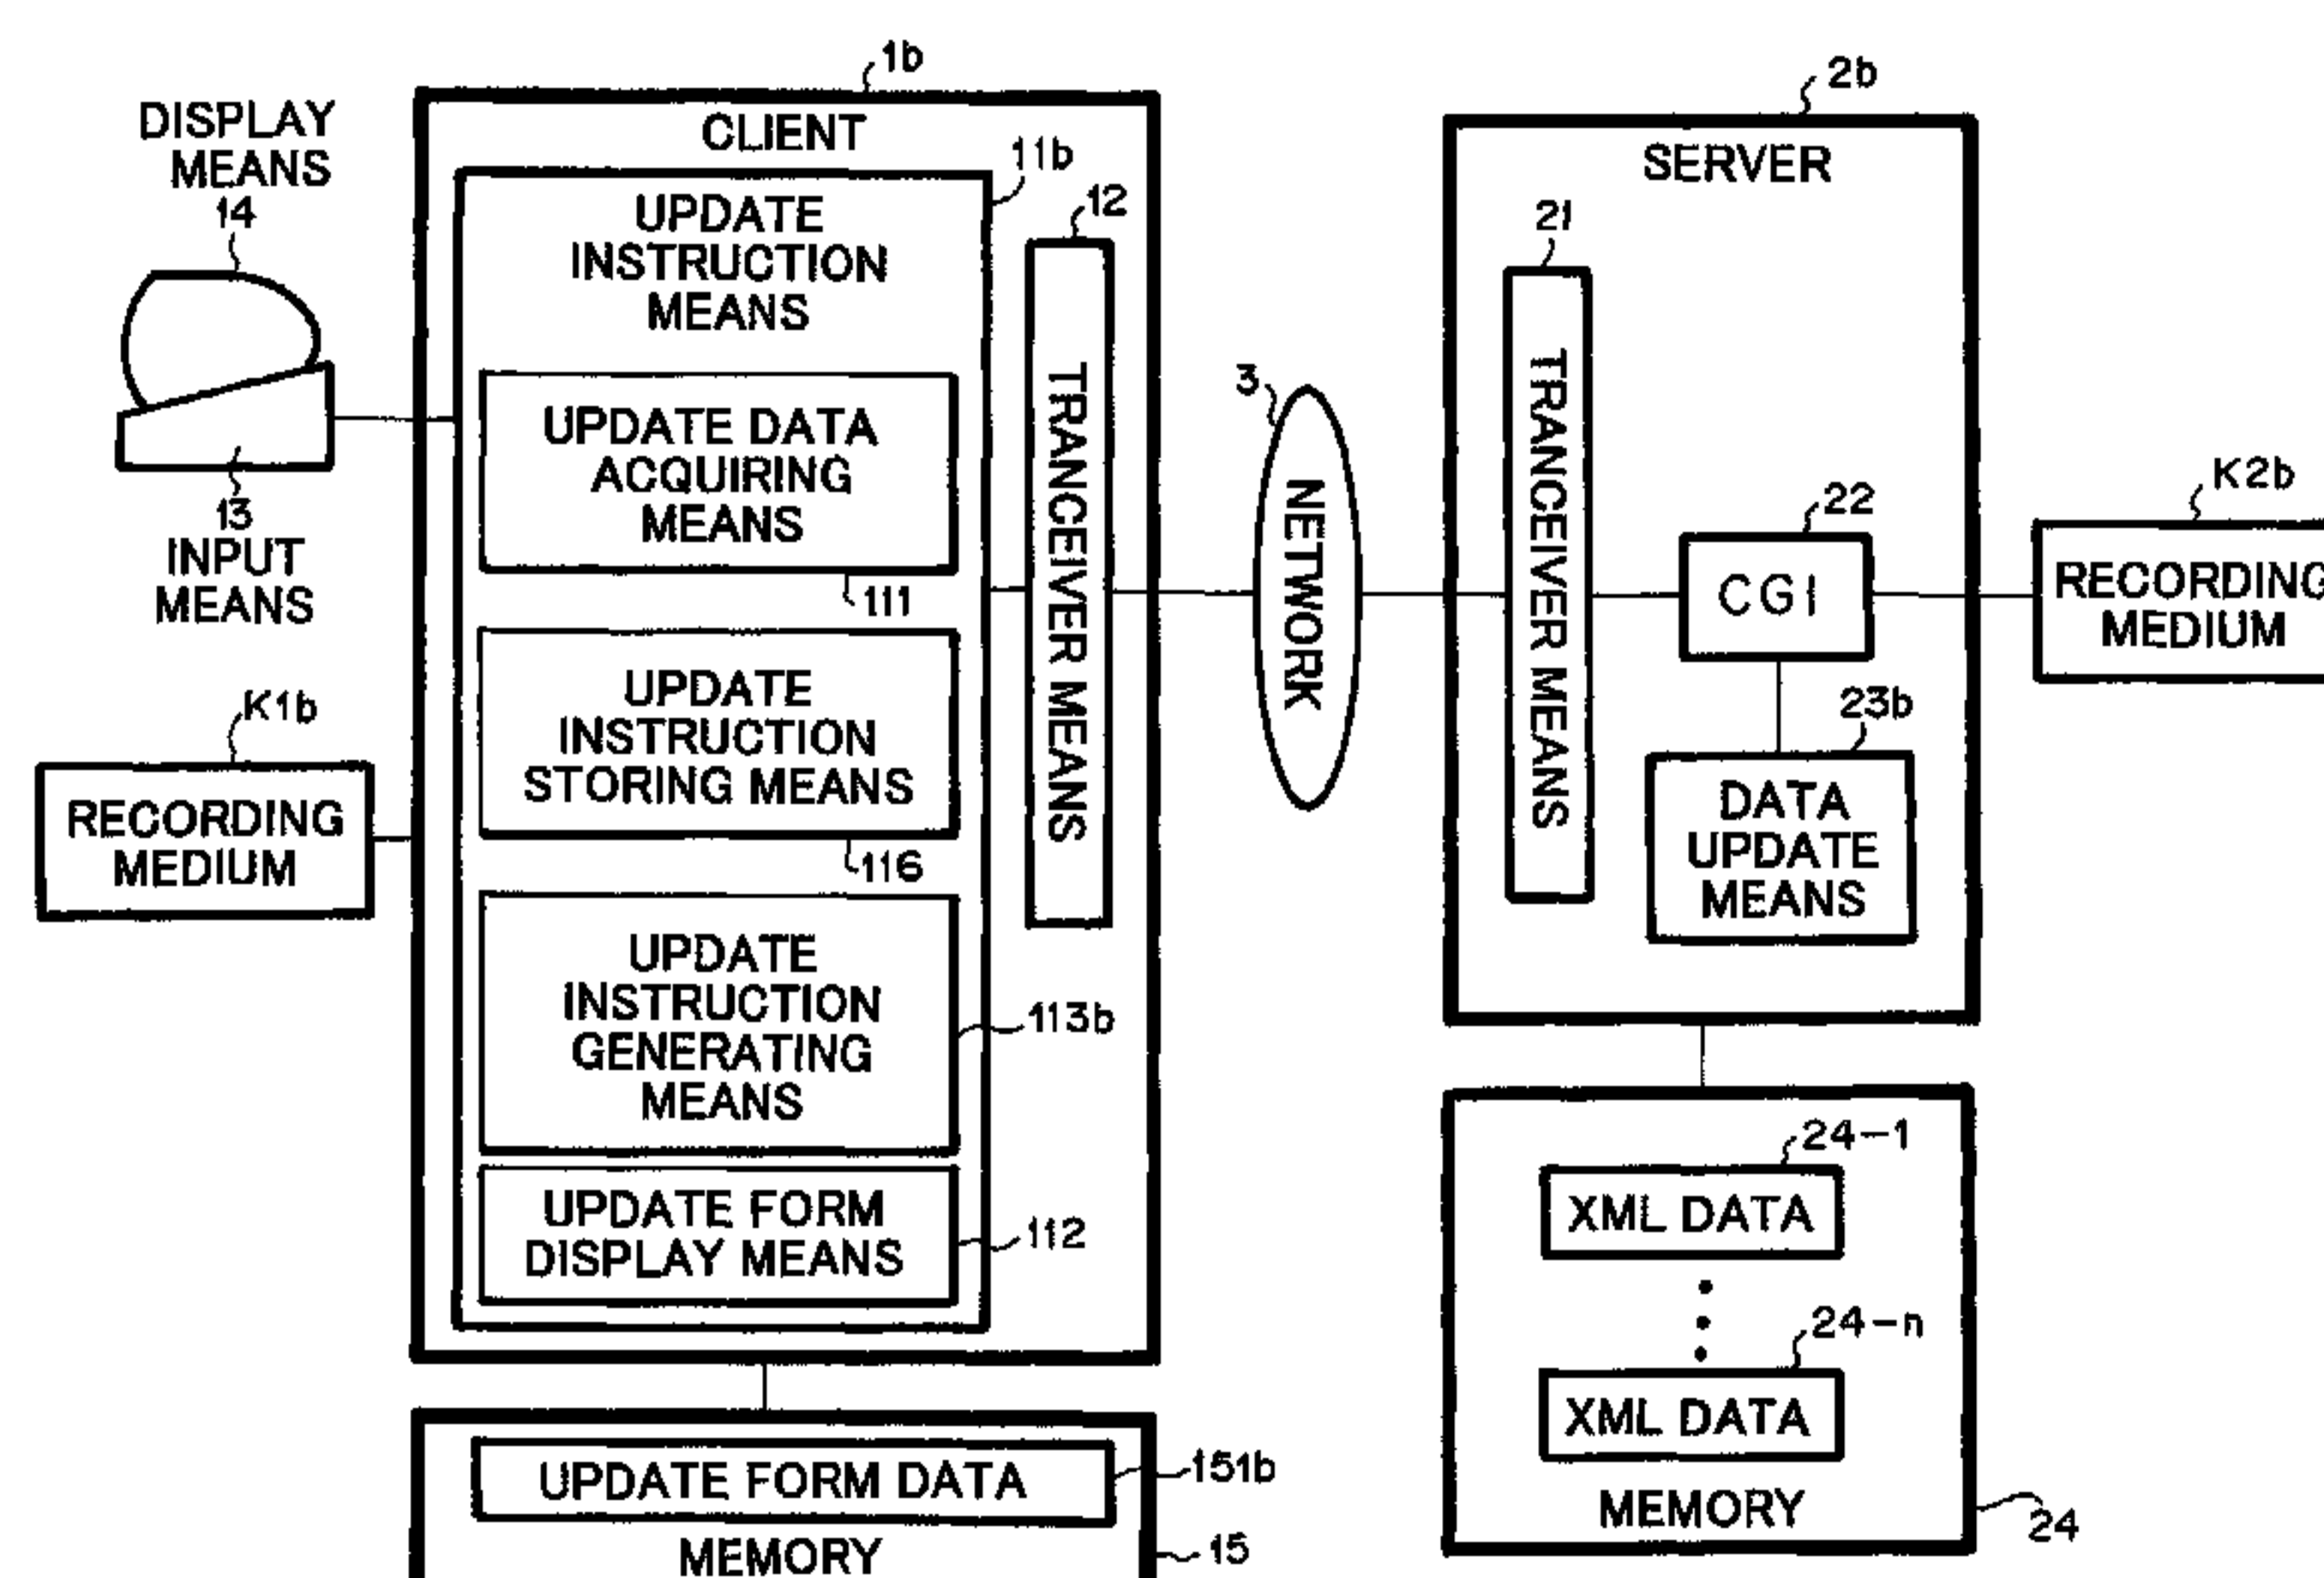 1b
CLIENT
DISPLAY
MEANS
14
13
INPUT
MEANS
K1b
RECORDING
MEDIUM
11b
UPDATE
INSTRUCTION
MEANS
UPDATE DATA
ACQUIRING
MEANS
111
UPDATE
INSTRUCTION
STORING MEANS
116
UPDATE
INSTRUCTION
GENERATING
MEANS
113b
UPDATE FORM
DISPLAY MEANS
112
12
TRANCEIVER MEANS
UPDATE FORM DATA
151b
MEMORY
15
3
NETWORK
2b
SERVER
21
TRANCEIVER MEANS
22
CGI
23b
DATA
UPDATE
MEANS
K2b
RECORDING
MEDIUM
24-1
XML DATA
24-n
XML DATA
MEMORY
24